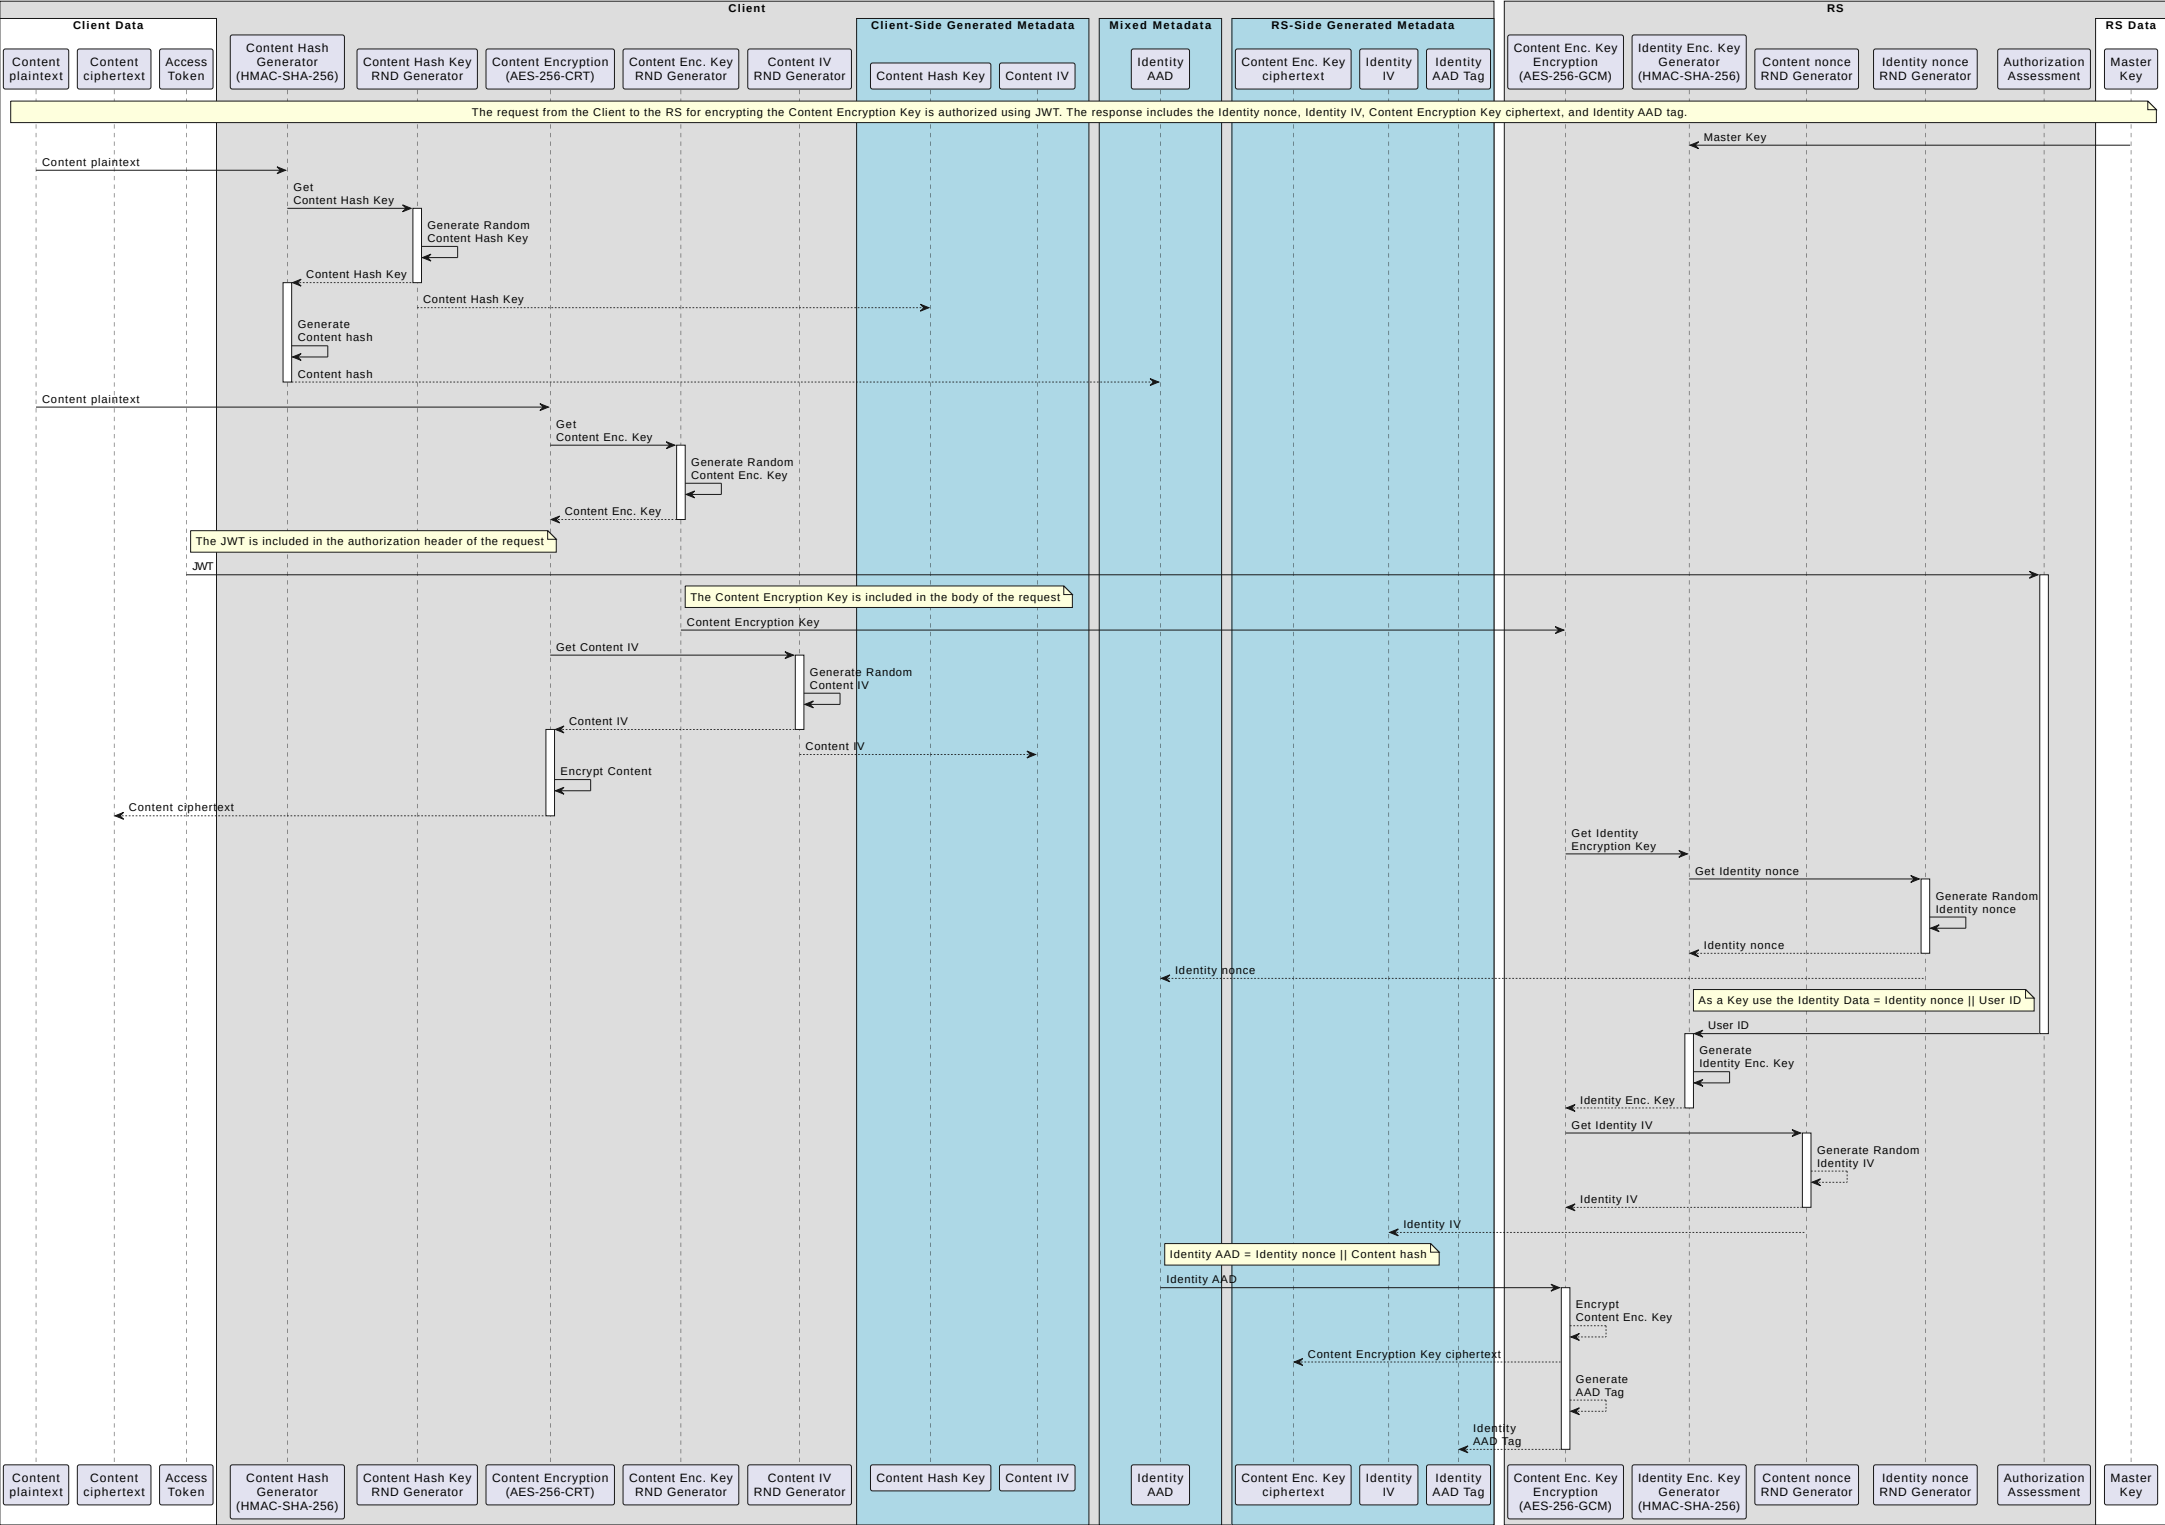 Client
RS
Client Data
Client-Side Generated Metadata
Mixed Metadata
RS-Side Generated Metadata
RS Data
Content
plaintext
Content
ciphertext
Access
Token
Content Hash
Generator
(HMAC-SHA-256)
Content Hash Key
RND Generator
Content Encryption
(AES-256-CRT)
Content Enc. Key
RND Generator
Content IV
RND Generator
Content Hash Key
Content IV
Identity
AAD
Content Enc. Key
ciphertext
Identity
IV
Identity
AAD Tag
Content Enc. Key
Encryption
(AES-256-GCM)
Identity Enc. Key
Generator
(HMAC-SHA-256)
Content nonce
RND Generator
Identity nonce
RND Generator
Authorization
Assessment
Master
Key
The request from the Client to the RS for encrypting the Content Encryption Key is authorized using JWT. The response includes the Identity nonce, Identity IV, Content Encryption Key ciphertext, and Identity AAD tag.
Master Key
Content plaintext
Get
Content Hash Key
Generate Random
Content Hash Key
Content Hash Key
Content Hash Key
Generate
Content hash
Content hash
Content plaintext
Get
Content Enc. Key
Generate Random
Content Enc. Key
Content Enc. Key
The JWT is included in the authorization header of the request
JWT
The Content Encryption Key is included in the body of the request
Content Encryption Key
Get Content IV
Generate Random
Content IV
Content IV
Content IV
Encrypt Content
Content ciphertext
Get Identity
Encryption Key
Get Identity nonce
Generate Random
Identity nonce
Identity nonce
Identity nonce
As a Key use the Identity Data = Identity nonce || User ID
User ID
Generate
Identity Enc. Key
Identity Enc. Key
Get Identity IV
Generate Random
Identity IV
Identity IV
Identity IV
Identity AAD = Identity nonce || Content hash
Identity AAD
Encrypt
Content Enc. Key
Content Encryption Key ciphertext
Generate
AAD Tag
Identity
AAD Tag
Content
plaintext
Content
ciphertext
Access
Token
Content Hash
Generator
(HMAC-SHA-256)
Content Hash Key
RND Generator
Content Encryption
(AES-256-CRT)
Content Enc. Key
RND Generator
Content IV
RND Generator
Content Hash Key
Content IV
Identity
AAD
Content Enc. Key
ciphertext
Identity
IV
Identity
AAD Tag
Content Enc. Key
Encryption
(AES-256-GCM)
Identity Enc. Key
Generator
(HMAC-SHA-256)
Content nonce
RND Generator
Identity nonce
RND Generator
Authorization
Assessment
Master
Key